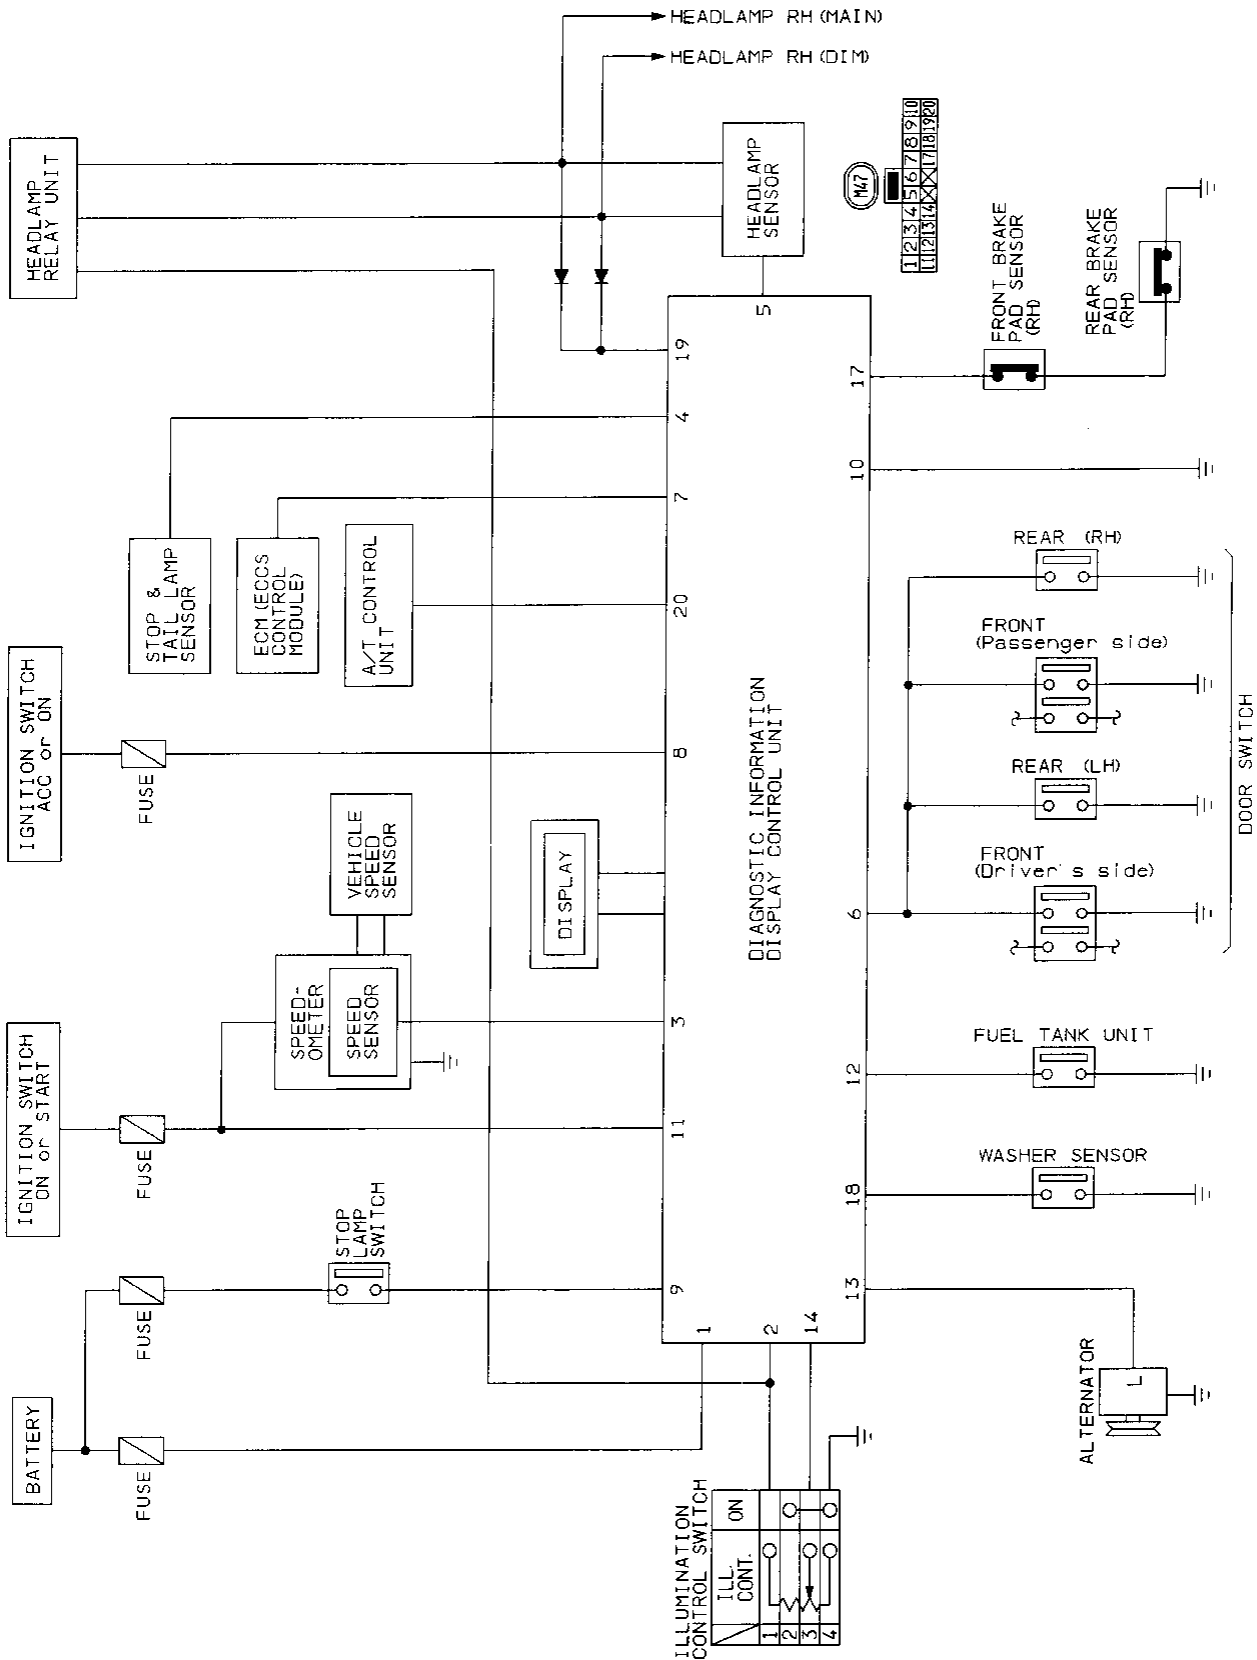 HEADLAMP RH (MAIN)
HEADLAMP RH (DIM)
HEADLAMP
RELAY UNIT
HEADLAMP
SENSOR
M47
1 2 3 4 5 6 7 8 9 10
11 12 13 14 17 18 19 20
FRONT BRAKE
PAD SENSOR
(RH)
REAR BRAKE
PAD SENSOR
(RH)
5
19
4
7
20
8
3
11
9
1
2
14
17
10
6
12
18
13
STOP &
TAIL LAMP
SENSOR
ECM (ECCS
CONTROL
MODULE)
A/T CONTROL
UNIT
IGNITION SWITCH
ACC or ON
FUSE
VEHICLE
SPEED
SENSOR
DISPLAY
SPEED-
OMETER
SPEED
SENSOR
IGNITION SWITCH
ON or START
FUSE
STOP
LAMP
SWITCH
FUSE
BATTERY
FUSE
DIAGNOSTIC INFORMATION
DISPLAY CONTROL UNIT
REAR (RH)
FRONT
(Passenger side)
REAR (LH)
FRONT
(Driver's side)
DOOR SWITCH
FUEL TANK UNIT
WASHER SENSOR
ALTERNATOR
L
ILLUMINATION
CONTROL SWITCH
ILL.
CONT.
ON
1
2
3
4